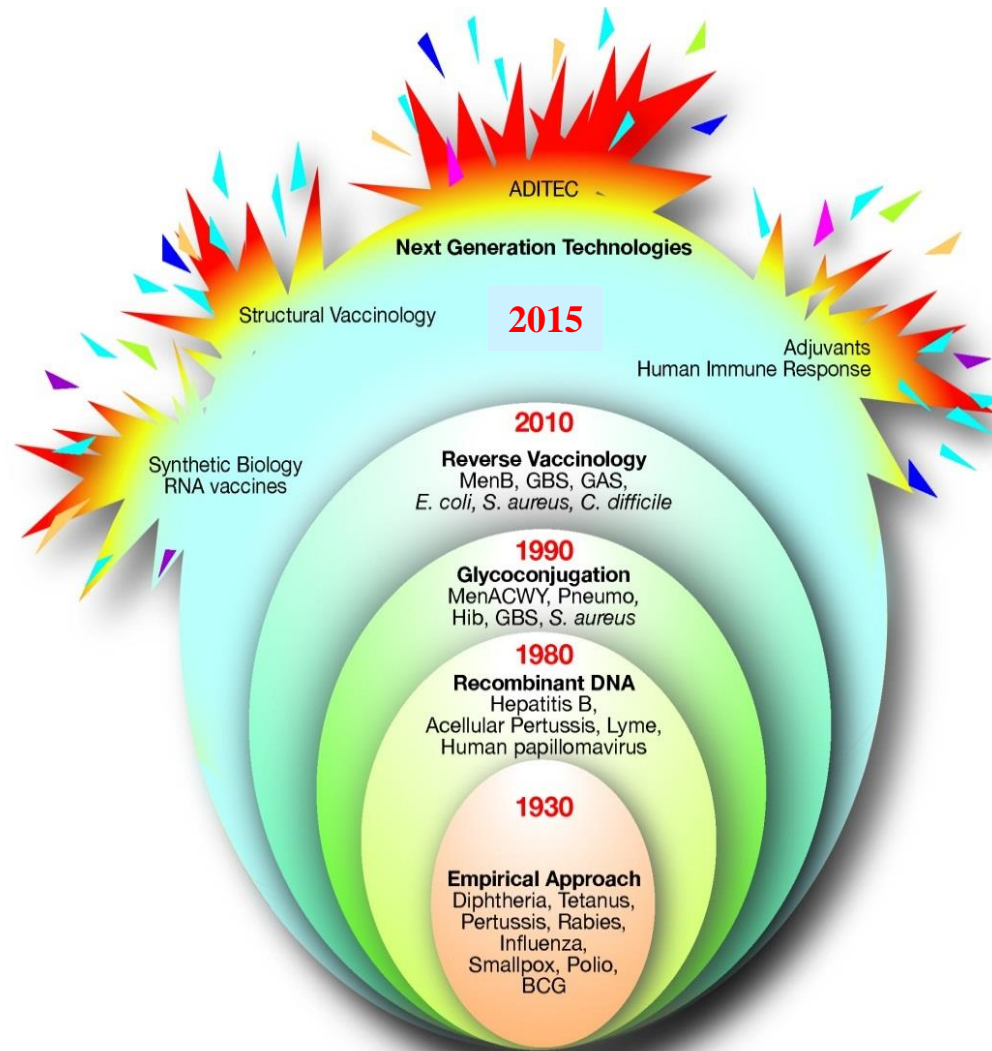 ADITEC
Next Generation Technologies
Structural Vaccinology
2015
Adjuvants
Human Immune Response
Synthetic Biology
RNA vaccines
2010
Reverse Vaccinology
MenB, GBS, GAS,
E. coli, S. aureus, C. difficile
1990
Glycoconjugation
MenACWY, Pneumo,
Hib, GBS, S. aureus
1980
Recombinant DNA
Hepatitis B,
Acellular Pertussis, Lyme,
Human papillomavirus
1930
Empirical Approach
Diphtheria, Tetanus,
Pertussis, Rabies,
Influenza,
Smallpox, Polio,
BCG